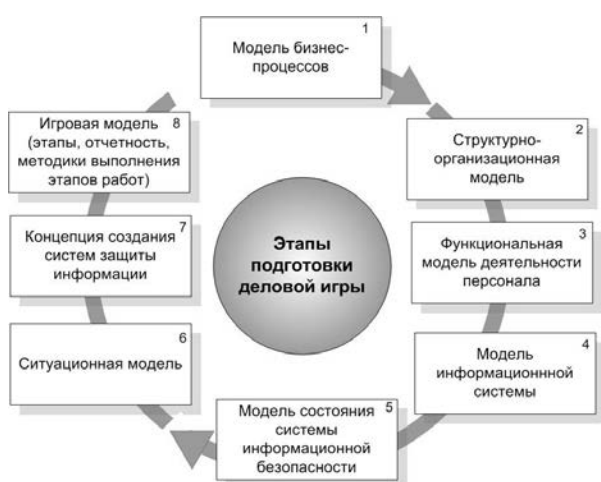 1
Модель бизнес-
процессов
2
Структурно-
организационная
модель
3
Функциональная
модель деятельности
персонала
4
Модель
информационнной
системы
5
Модель состояния
системы
информационной
безопасности
6
Ситуационная модель
7
Концепция создания
систем защиты
информации
8
Игровая модель
(этапы, отчетность,
методики выполнения
этапов работ)
Этапы
подготовки
деловой игры